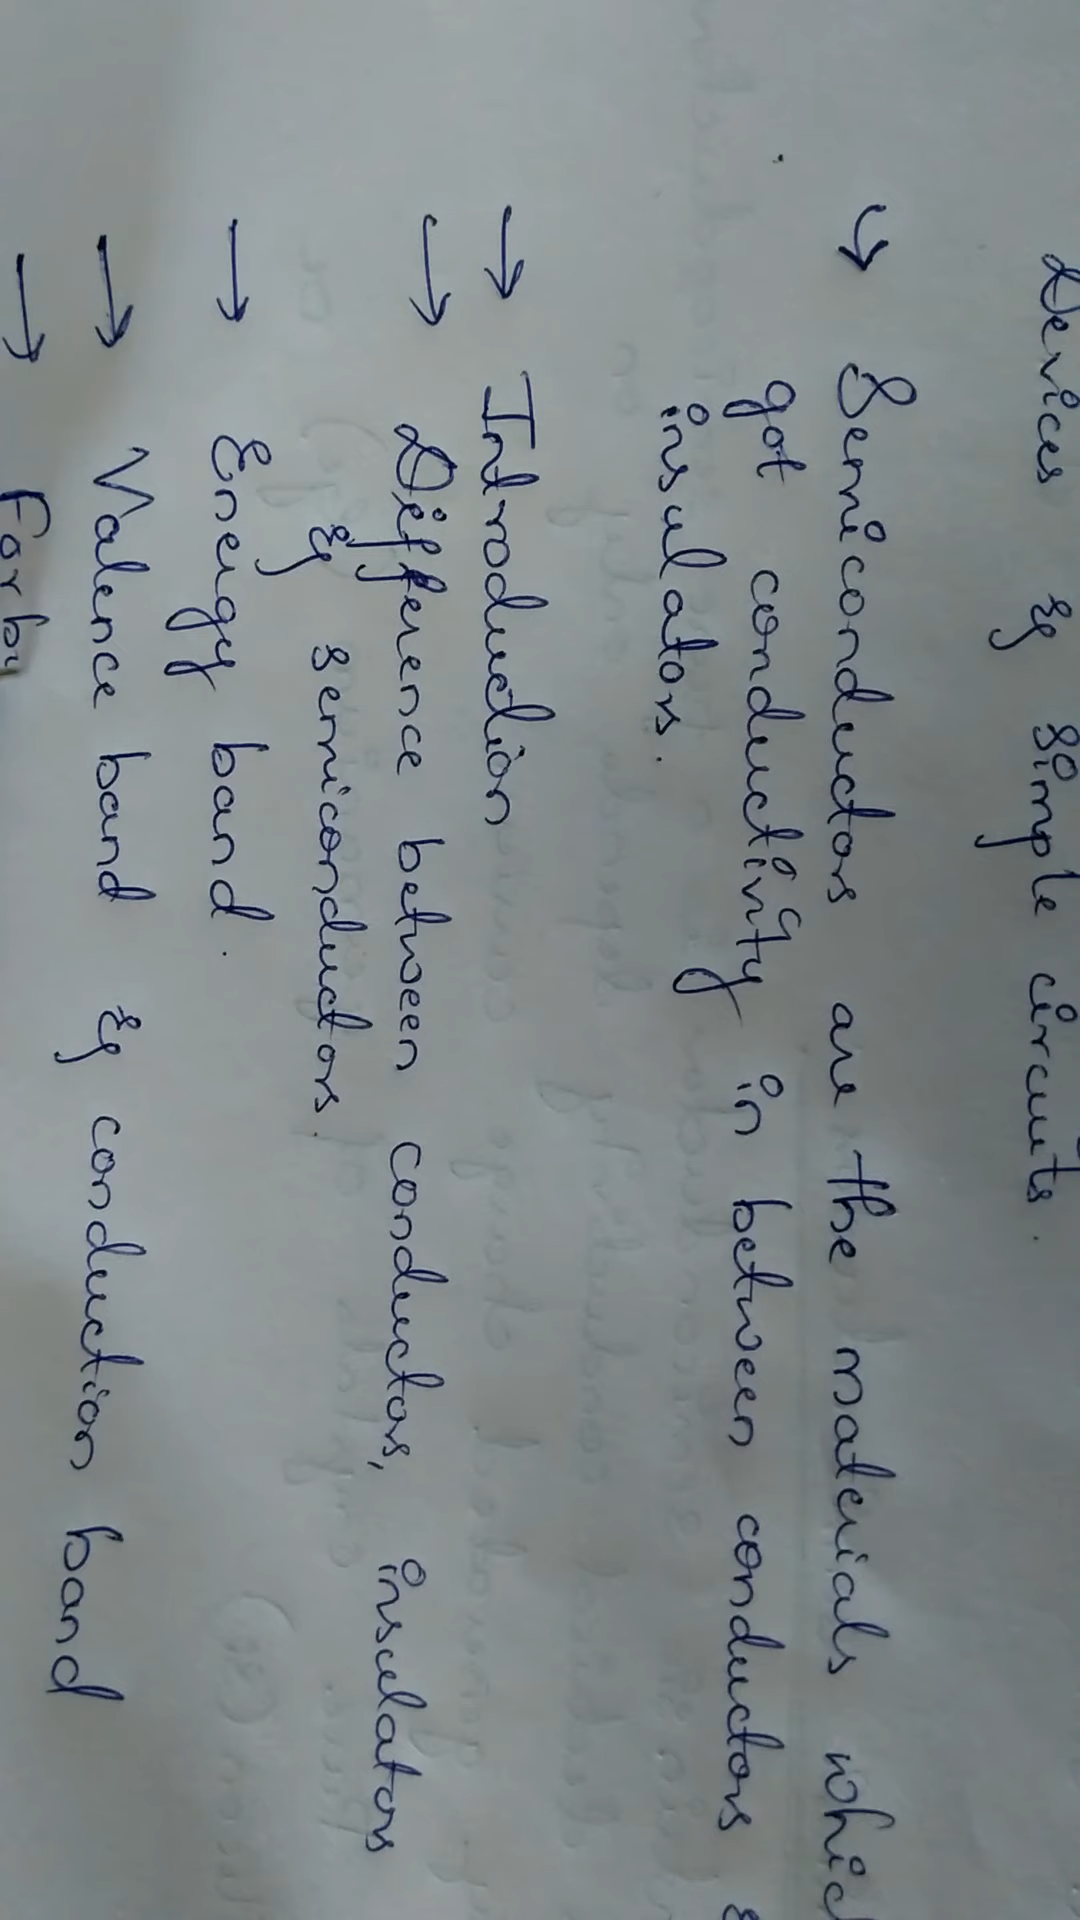 Devices & simple circuits.
→ Semiconductors are the materials which
got conductivity in between conductors &
insulators.
→ Introduction
→ Difference between conductors, insulators
& semiconductors.
→ Energy band.
→ Valence band & conduction band
→